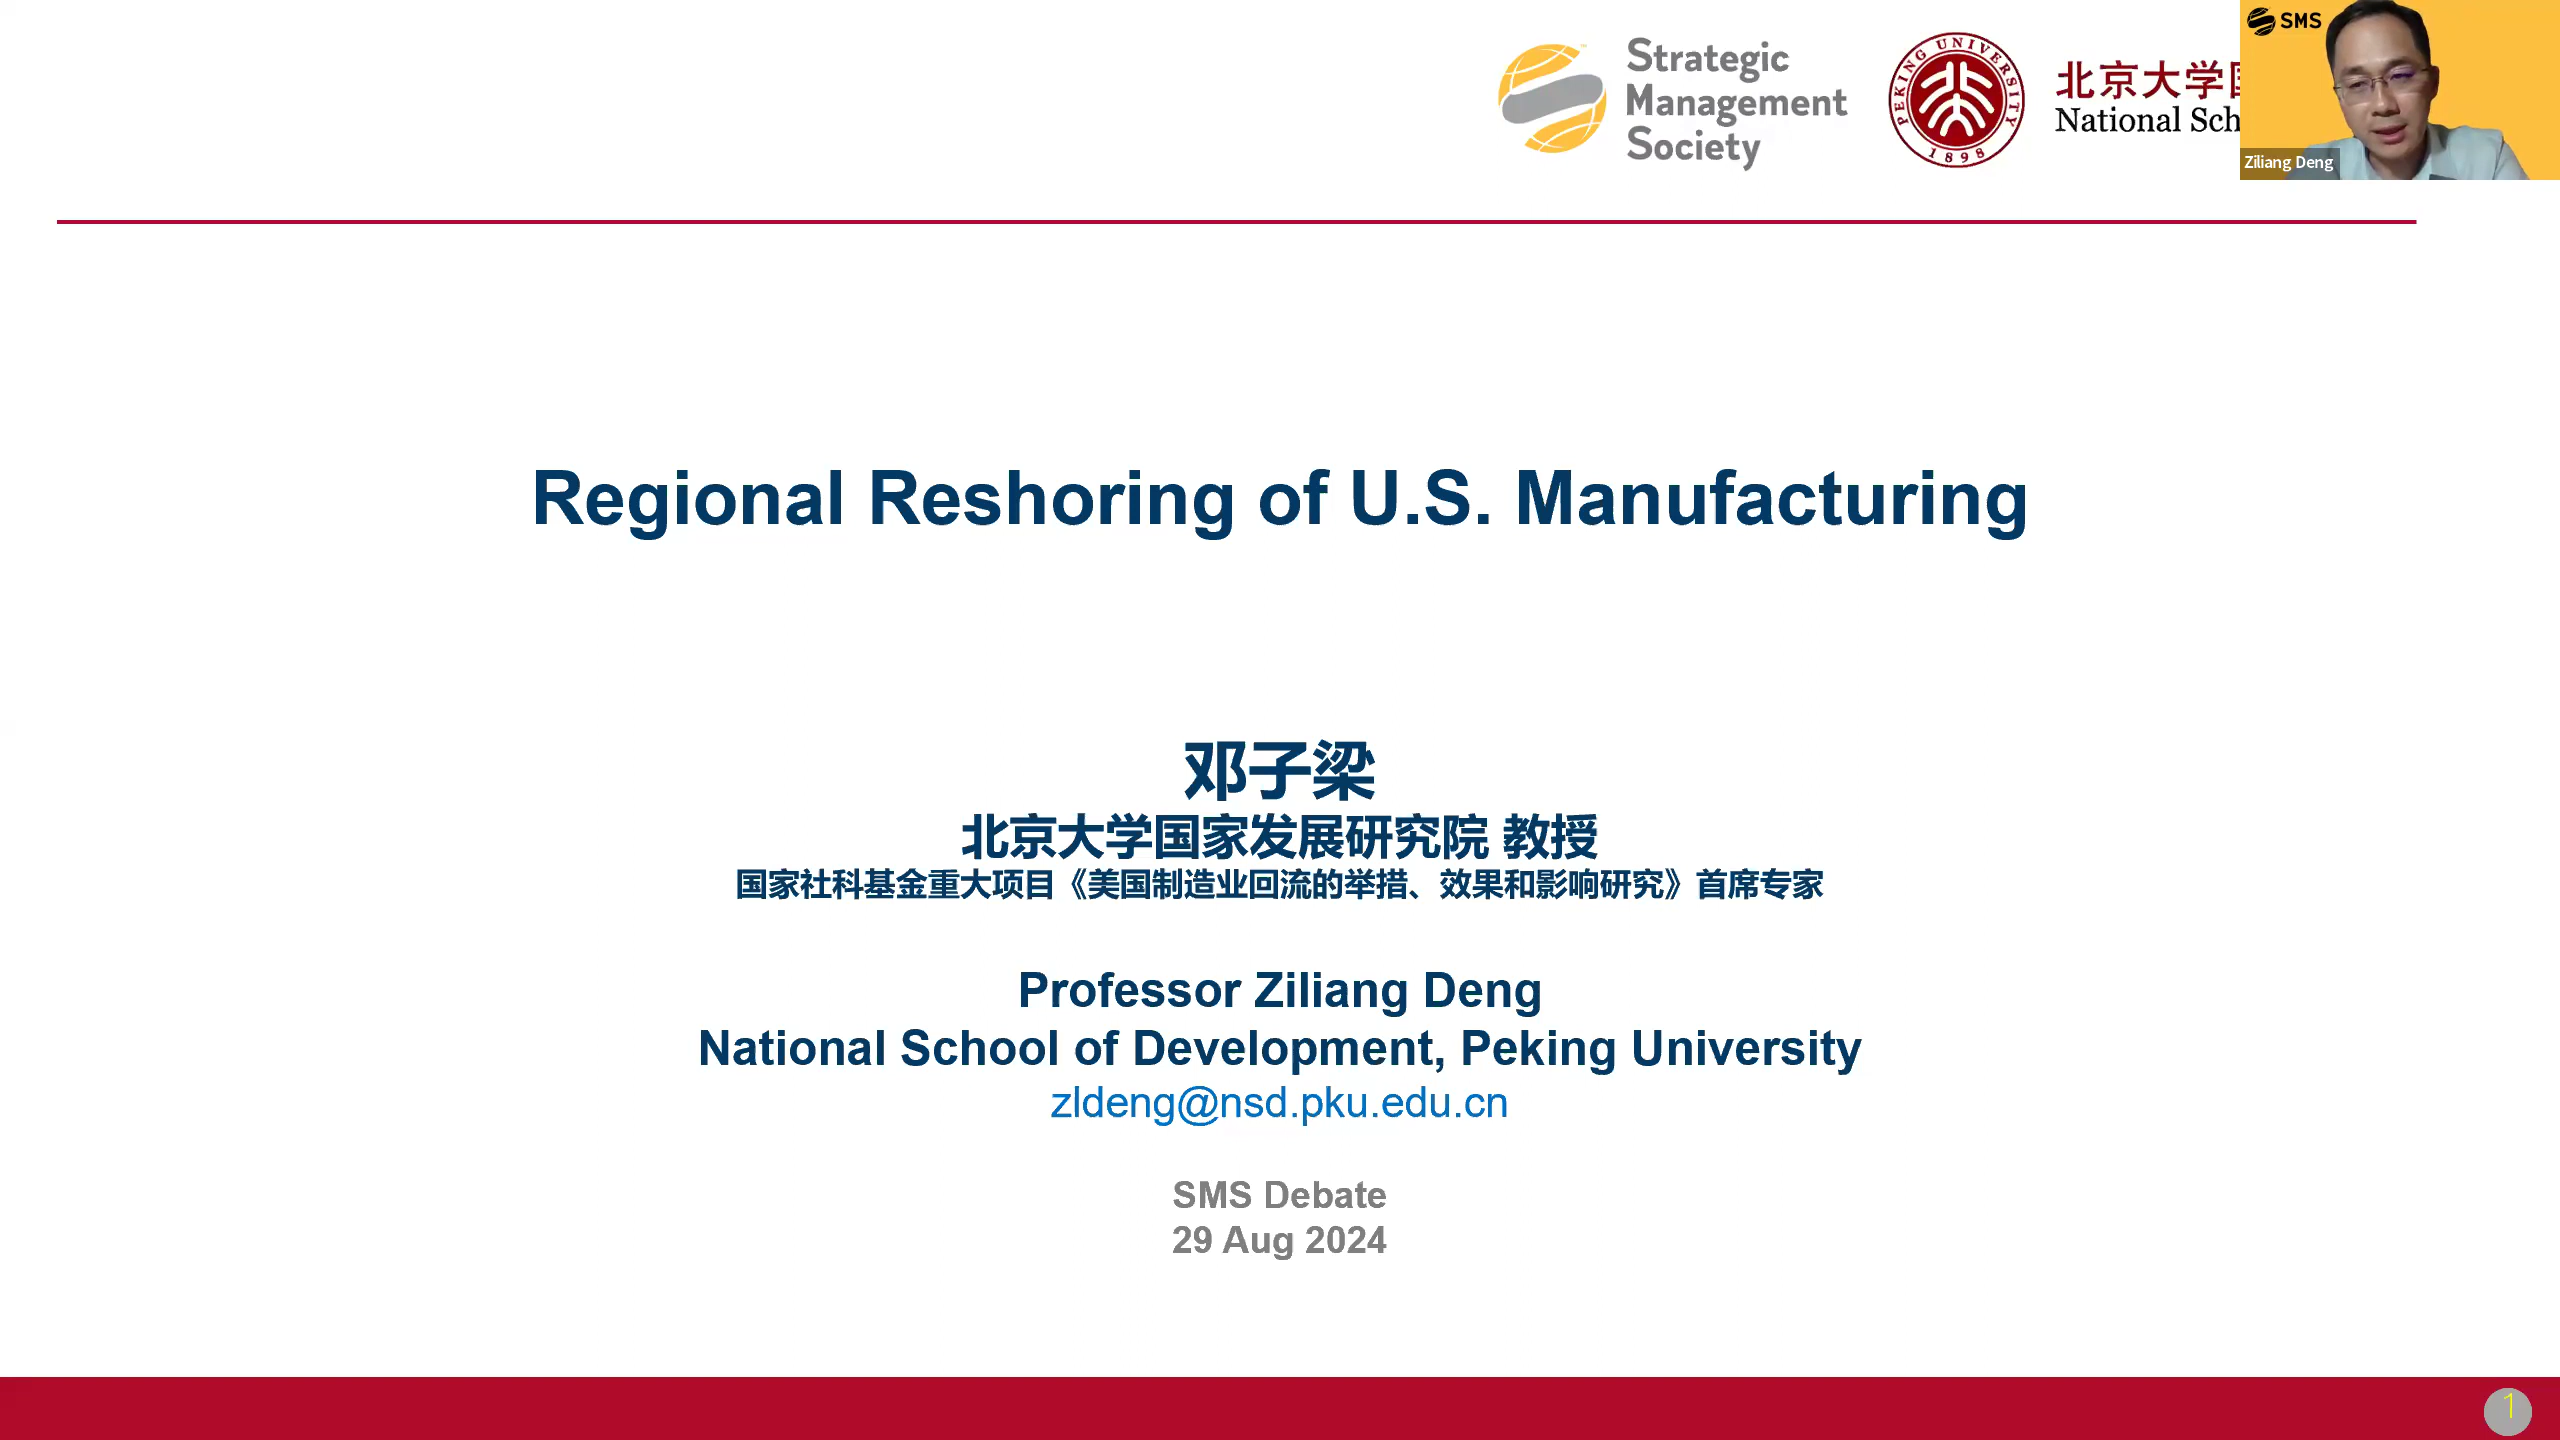 Strategic
Management
Society
PEKING UNIVERSITY
1898
北京大学
National Sch
SMS
Ziliang Deng
Regional Reshoring of U.S. Manufacturing
邓子梁
北京大学国家发展研究院 教授
国家社科基金重大项目《美国制造业回流的举措、效果和影响研究》首席专家
Professor Ziliang Deng
National School of Development, Peking University
zldeng@nsd.pku.edu.cn
SMS Debate
29 Aug 2024
1